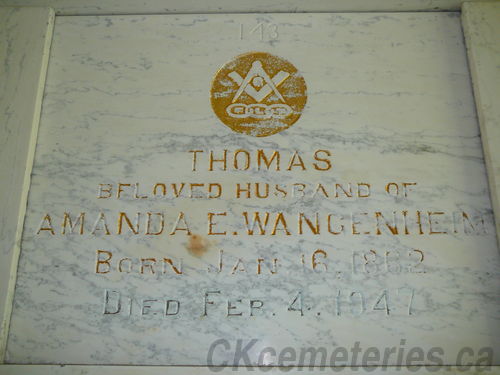 143
G
F L T
THOMAS
BELOVED HUSBAND OF
AMANDA E. WANGENHEIM
BORN JAN. 16, 1862
DIED FEB. 4, 1947
CKcemeteries.ca